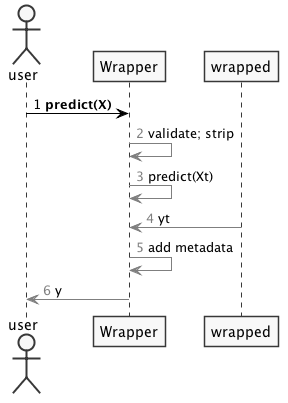 user
Wrapper
wrapped
1 predict(X)
2 validate; strip
3 predict(Xt)
4 yt
5 add metadata
6 y
user
Wrapper
wrapped